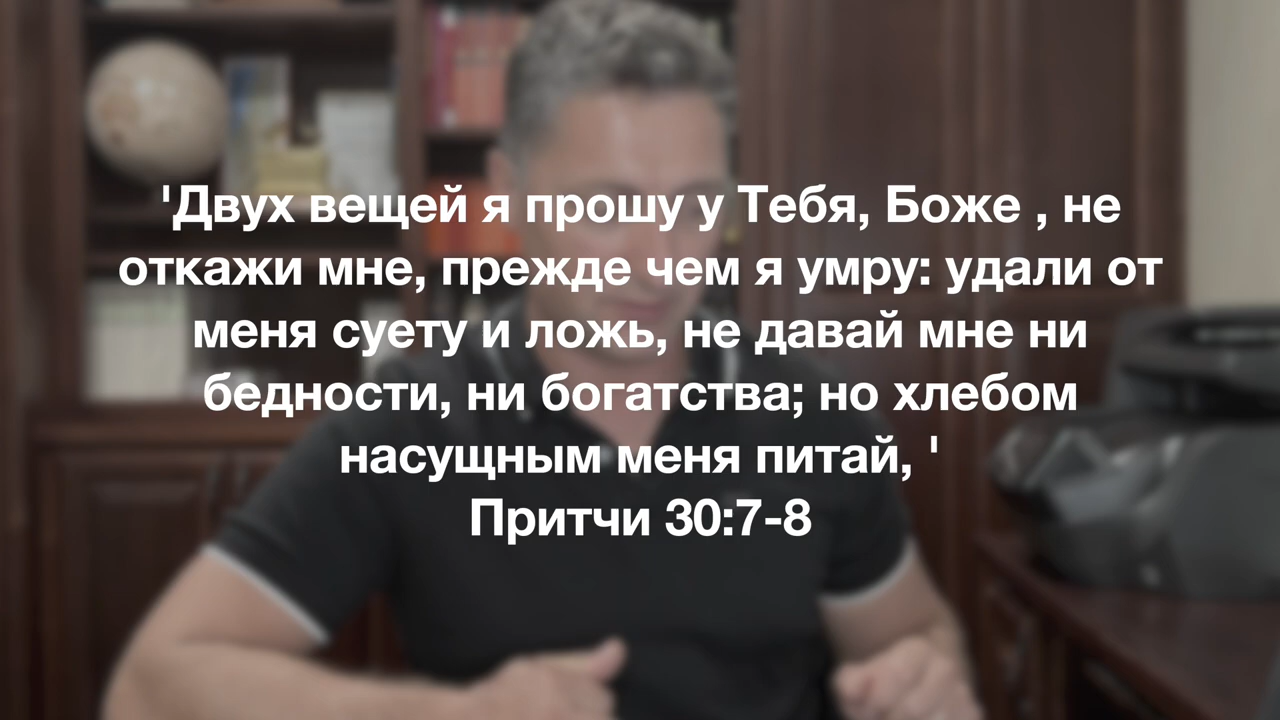 'Двух вещей я прошу у Тебя, Боже , не
откажи мне, прежде чем я умру: удали от
меня суету и ложь, не давай мне ни
бедности, ни богатства; но хлебом
насущным меня питай, '
Притчи 30:7-8